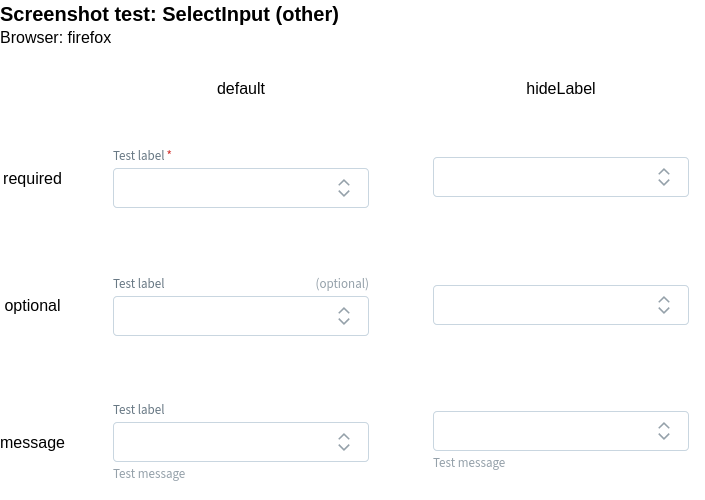 Screenshot test: SelectInput (other)
Browser: firefox
default hideLabel
Test label *
required
Test label (optional)
optional
Test label
message
Test message Test message